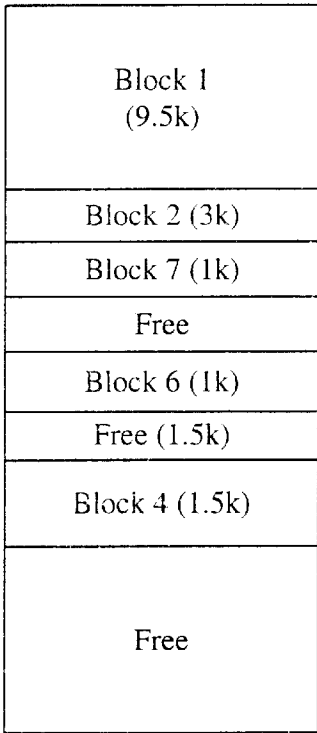 Block 1
(9.5k)
Block 2 (3k)
Block 7 (1k)
Free
Block 6 (1k)
Free (1.5k)
Block 4 (1.5k)
Free